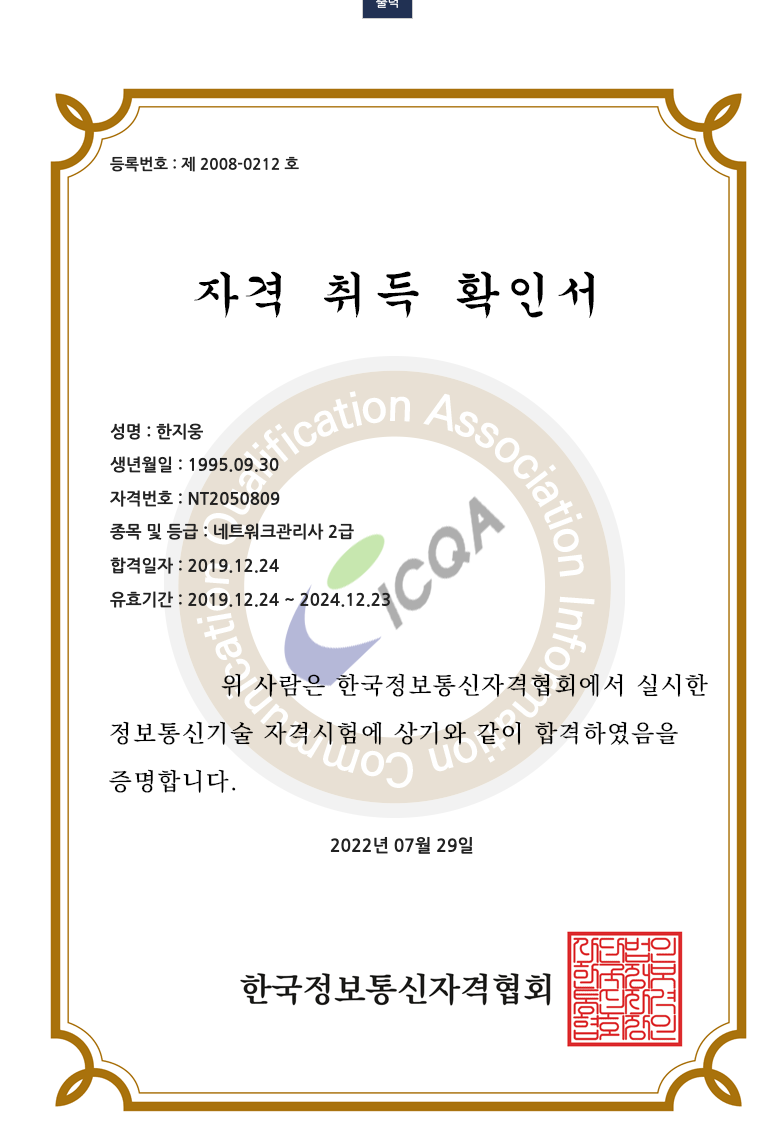 출력
등록번호 : 제 2008-0212 호
자격 취득 확인서
성명 : 한지웅
생년월일 : 1995.09.30
자격번호 : NT2050809
종목 및 등급 : 네트워크관리사 2급
합격일자 : 2019.12.24
유효기간 : 2019.12.24 ~ 2024.12.23
Information Communication Qualification Association
ICQA
위 사람은 한국정보통신자격협회에서 실시한
정보통신기술 자격시험에 상기와 같이 합격하였음을
증명합니다.
2022년 07월 29일
한국정보통신자격협회
사단법인
한국정보
통신자격
협회장인